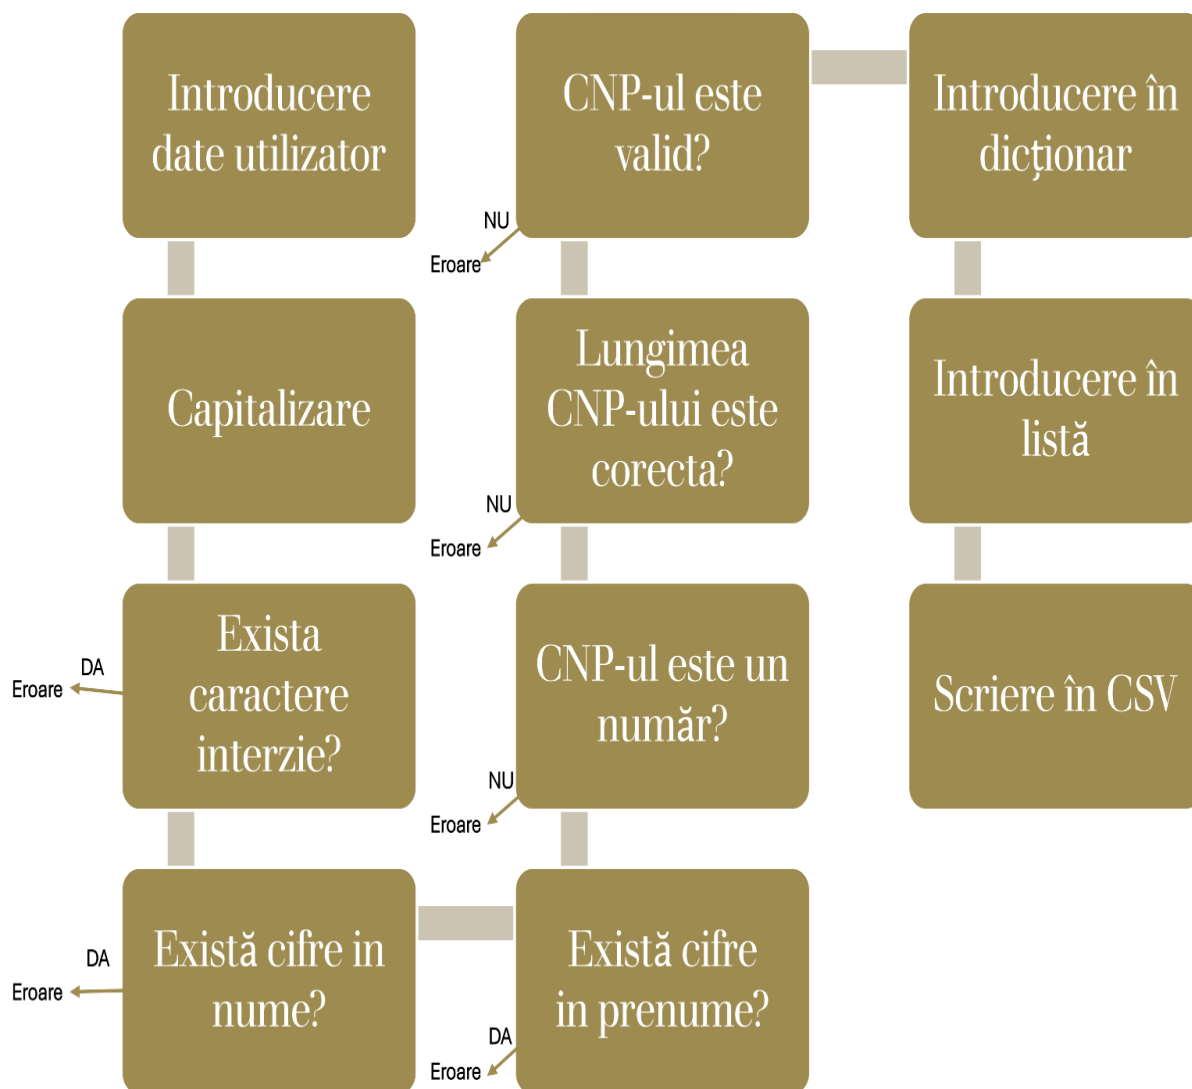 Introducere
date utilizator
Capitalizare
Exista
caractere
interzie?
DA
Eroare
Există cifre in
nume?
DA
Eroare
Există cifre
in prenume?
DA
Eroare
CNP-ul este un
număr?
NU
Eroare
Lungimea
CNP-ului este
corecta?
NU
Eroare
CNP-ul este
valid?
NU
Eroare
Introducere în
dicționar
Introducere în
listă
Scriere în CSV